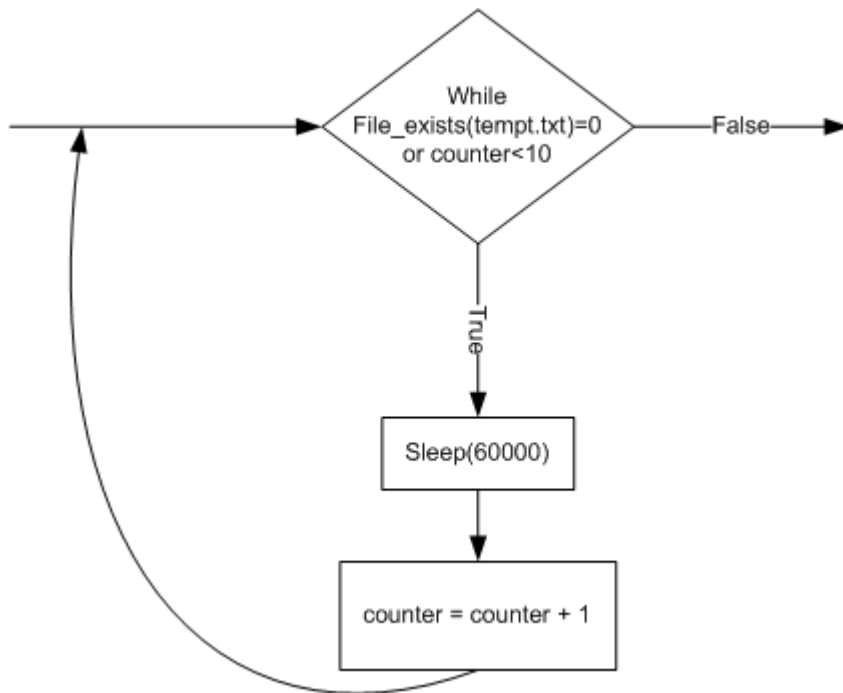 While
File_exists(tempt.txt)=0
or counter<10
False
True
Sleep(60000)
counter = counter + 1